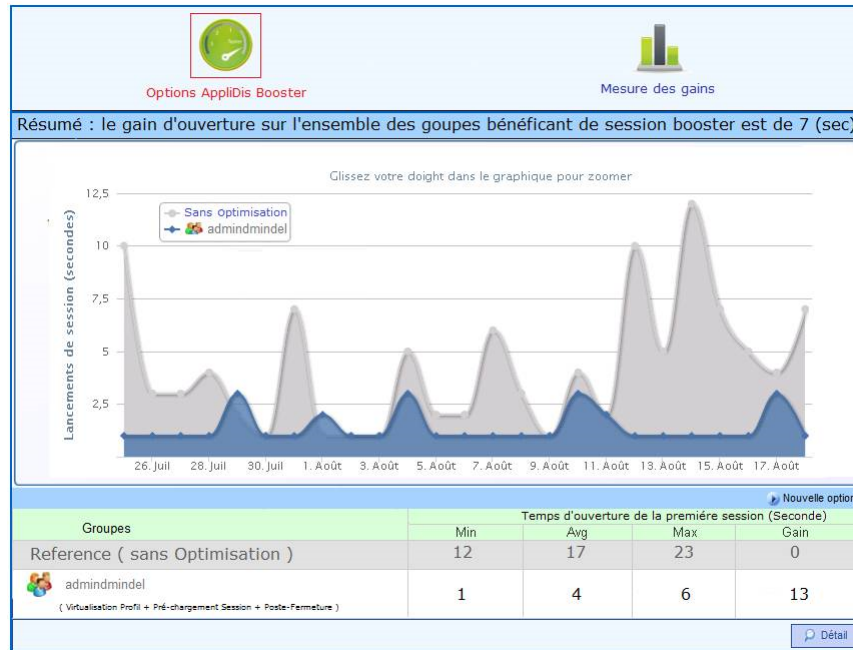 Options AppliDis Booster
Mesure des gains
Résumé : le gain d'ouverture sur l'ensemble des goupes bénéficant de session booster est de 7 (sec)
Glissez votre doight dans le graphique pour zoomer
Sans Optimisation
admindmindel
Lancements de session (secondes)
12,5
10
7,5
5
2,5
26. Juil 28. Juil 30. Juil 1. Août 3. Août 5. Août 7. Août 9. Août 11. Août 13. Août 15. Août 17. Août
Nouvelle option
Groupes
Temps d'ouverture de la premiére session (Seconde)
Min Avg Max Gain
Reference ( sans Optimisation ) 12 17 23 0
admindmindel 1 4 6 13
( Virtualisation Profil + Pré-chargement Session + Poste-Fermeture )
Détail